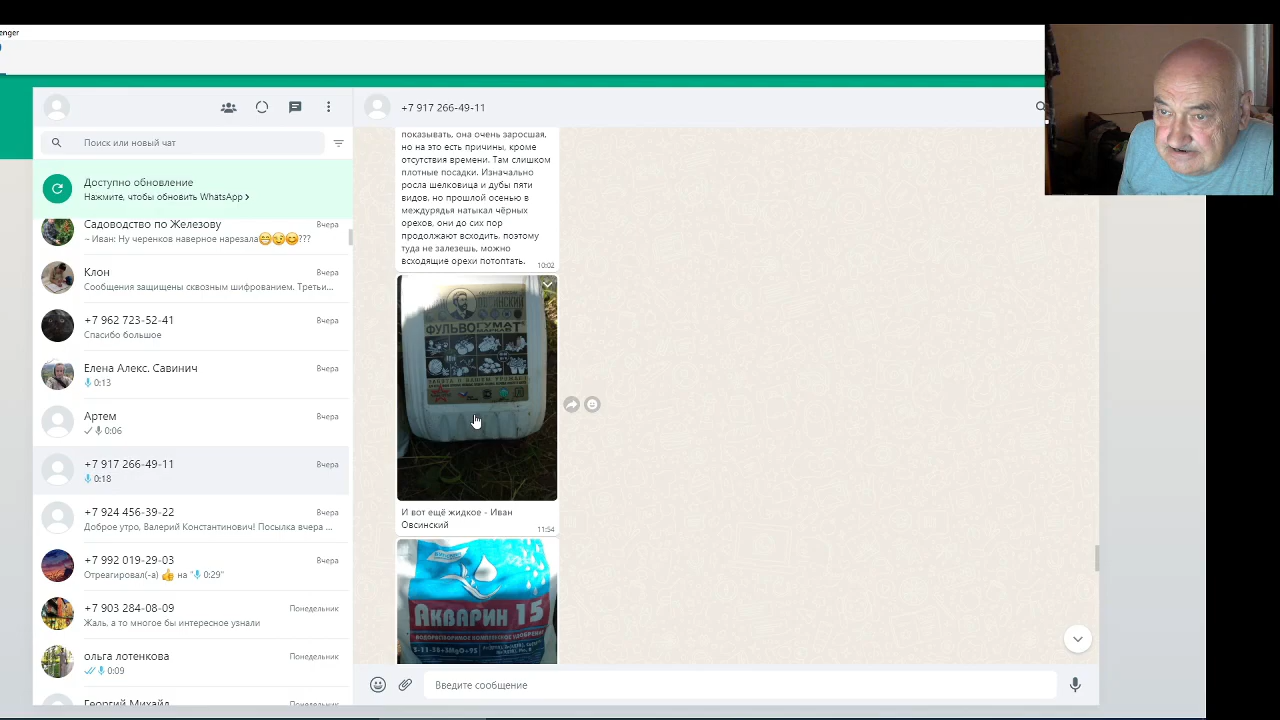 enger
+7 917 266-49-11
Поиск или новый чат
Доступно обновление
Нажмите, чтобы обновить WhatsApp
Садоводство по Железову
Вчера
~ Иван: Ну черенков наверное нарезала😁😉😊???
Клон
Вчера
Сообщения защищены сквозным шифрованием. Третьи...
+7 962 723-52-41
Вчера
Спасибо большое
Елена Алекс. Савинич
Вчера
0:13
Артем
Вчера
0:06
+7 917 266-49-11
Вчера
0:18
+7 924 456-39-22
Вчера
Доброе утро, Валерий Константинович! Посылка вчера ...
+7 992 019-29-03
Вчера
Отреагировал(-а) 👍 на "0:29"
+7 903 284-08-09
Понедельник
Жаль, а то многое бы интересное узнали
льга лотенкова
Понедельник
0:09
Георгий Михайл
Понедельник
показывать, она очень заросшая,
но на это есть причины, кроме
отсутствия времени. Там слишком
плотные посадки. Изначально
росла шелковица и дубы пяти
видов, но прошлой осенью в
междурядья натыкал чёрных
орехов, они до сих пор
продолжают всходить, поэтому
туда не залезешь, можно
всходящие орехи потоптать.
10:02
ФУЛЬВОГУМАТ
И вот ещё жидкое - Иван
Овсинский
11:54
АКВАРИН 15
ВОДОРАСТВОРИМОЕ КОМПЛЕКСНОЕ УДОБРЕНИЕ
Введите сообщение